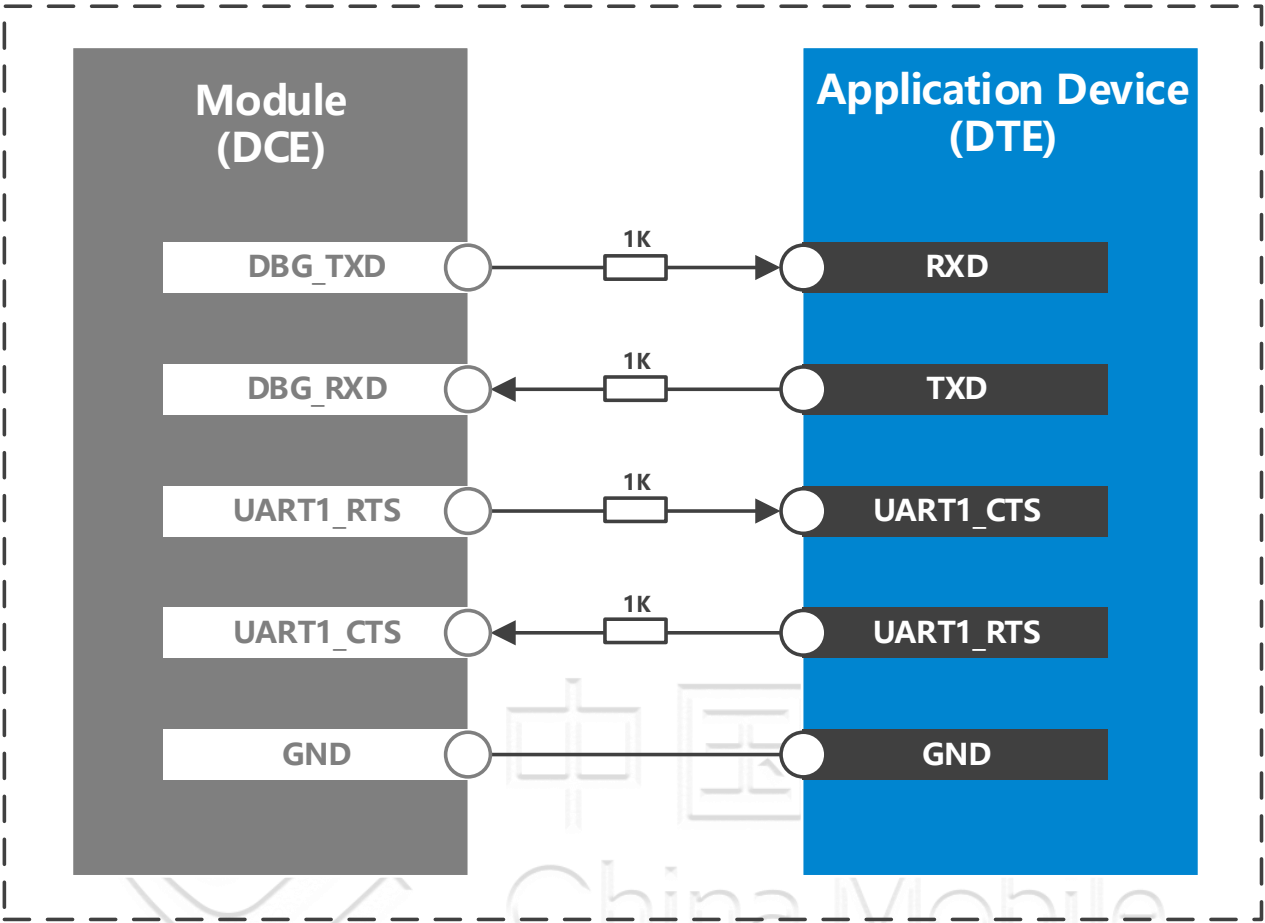 Module
(DCE)
Application Device
(DTE)
DBG_TXD
1K
RXD
DBG_RXD
1K
TXD
UART1_RTS
1K
UART1_CTS
UART1_CTS
1K
UART1_RTS
GND
GND
中国
China Mobile